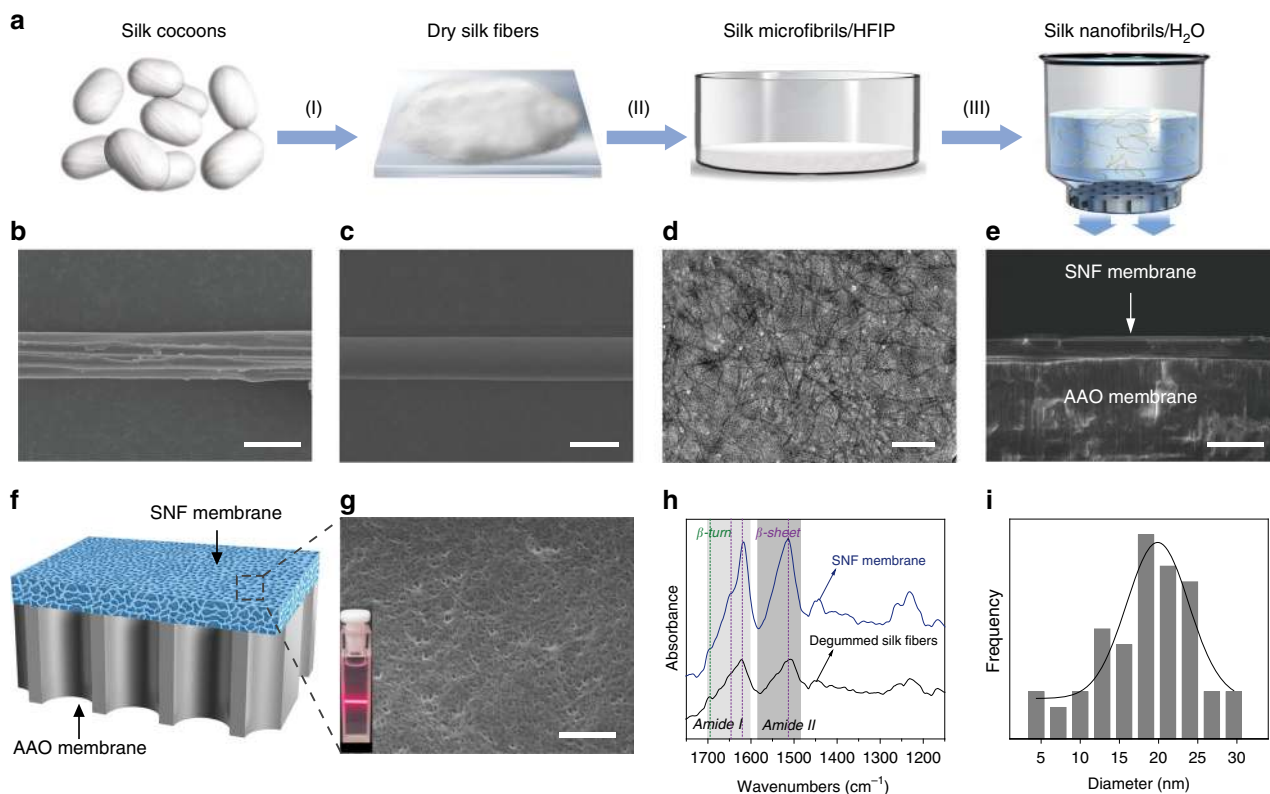 a
Silk cocoons
Dry silk fibers
Silk microfibrils/HFIP
Silk nanofibrils/H₂O
(I)
(II)
(III)
b
c
d
e
SNF membrane
AAO membrane
f
SNF membrane
AAO membrane
g
h
β-turn
β-sheet
SNF membrane
Degummed silk fibers
Amide I
Amide II
Absorbance
1700 1600 1500 1400 1300 1200
Wavenumbers (cm⁻¹)
i
Frequency
5 10 15 20 25 30
Diameter (nm)